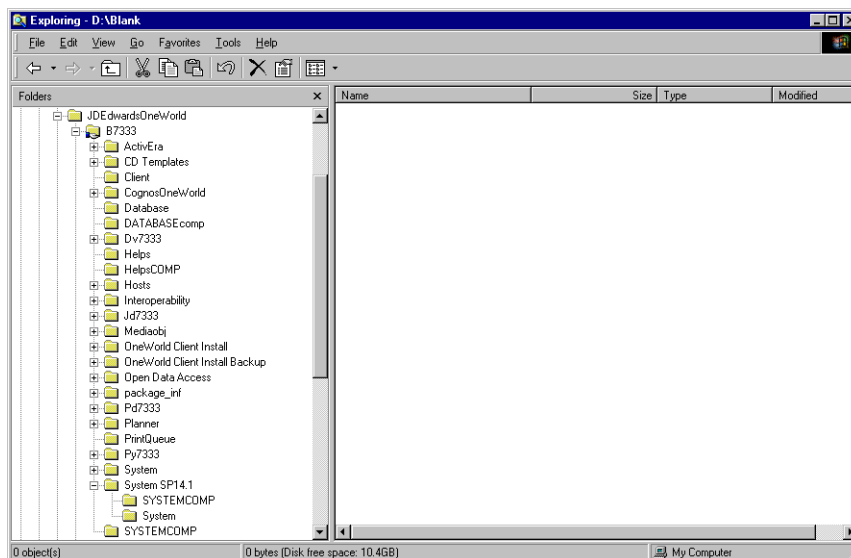 Exploring - D:\Blank
File Edit View Go Favorites Tools Help
Folders
Name Size Type Modified
JDEdwardsOneWorld
B7333
ActivEra
CD Templates
Client
CognosOneWorld
Database
DATABASEcomp
Dv7333
Helps
HelpsCOMP
Hosts
Interoperability
Jd7333
Mediaobj
OneWorld Client Install
OneWorld Client Install Backup
Open Data Access
package_inf
Pd7333
Planner
PrintQueue
Py7333
System
System SP14.1
SYSTEMCOMP
System
SYSTEMCOMP
0 object(s) 0 bytes (Disk free space: 10.4GB) My Computer